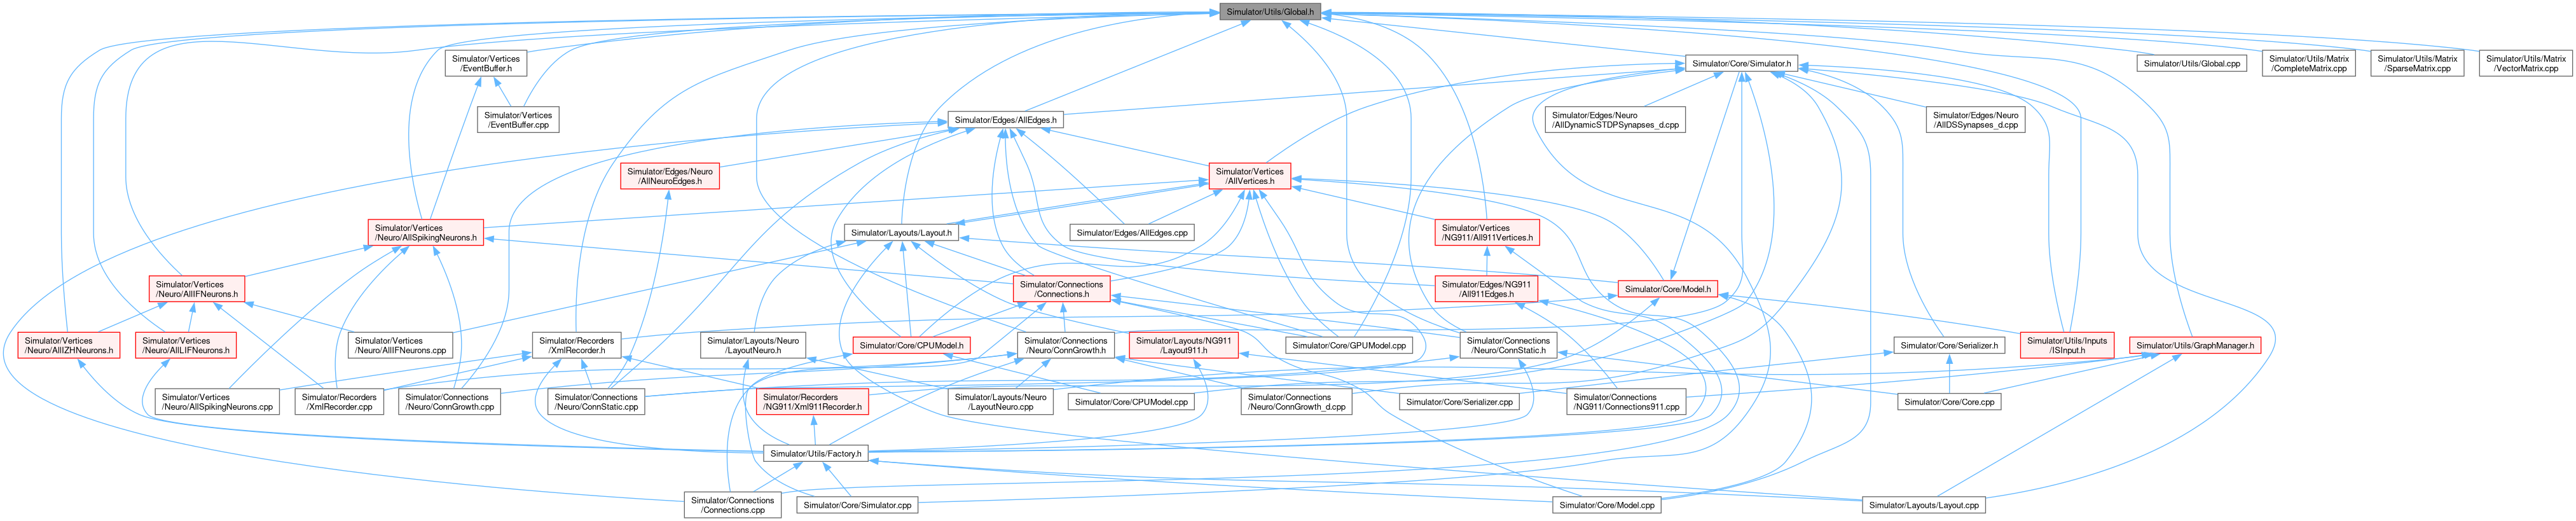 Simulator/Utils/Global.h
Simulator/Vertices
/EventBuffer.h
Simulator/Core/Simulator.h
Simulator/Utils/Global.cpp
Simulator/Utils/Matrix
/CompleteMatrix.cpp
Simulator/Utils/Matrix
/SparseMatrix.cpp
Simulator/Utils/Matrix
/VectorMatrix.cpp
Simulator/Vertices
/EventBuffer.cpp
Simulator/Edges/AllEdges.h
Simulator/Edges/Neuro
/AllDynamicSTDPSynapses_d.cpp
Simulator/Edges/Neuro
/AllDSSynapses_d.cpp
Simulator/Edges/Neuro
/AllNeuroEdges.h
Simulator/Vertices
/AllVertices.h
Simulator/Vertices
/Neuro/AllSpikingNeurons.h
Simulator/Layouts/Layout.h
Simulator/Edges/AllEdges.cpp
Simulator/Vertices
/NG911/All911Vertices.h
Simulator/Vertices
/Neuro/AllIFNeurons.h
Simulator/Connections
/Connections.h
Simulator/Edges/NG911
/All911Edges.h
Simulator/Core/Model.h
Simulator/Vertices
/Neuro/AllIZHNeurons.h
Simulator/Vertices
/Neuro/AllLIFNeurons.h
Simulator/Vertices
/Neuro/AllIFNeurons.cpp
Simulator/Recorders
/XmlRecorder.h
Simulator/Layouts/Neuro
/LayoutNeuro.h
Simulator/Core/CPUModel.h
Simulator/Connections
/Neuro/ConnGrowth.h
Simulator/Layouts/NG911
/Layout911.h
Simulator/Core/GPUModel.cpp
Simulator/Connections
/Neuro/ConnStatic.h
Simulator/Core/Serializer.h
Simulator/Utils/Inputs
/ISInput.h
Simulator/Utils/GraphManager.h
Simulator/Vertices
/Neuro/AllSpikingNeurons.cpp
Simulator/Recorders
/XmlRecorder.cpp
Simulator/Connections
/Neuro/ConnGrowth.cpp
Simulator/Connections
/Neuro/ConnStatic.cpp
Simulator/Recorders
/NG911/Xml911Recorder.h
Simulator/Layouts/Neuro
/LayoutNeuro.cpp
Simulator/Core/CPUModel.cpp
Simulator/Connections
/Neuro/ConnGrowth_d.cpp
Simulator/Core/Serializer.cpp
Simulator/Connections
/NG911/Connections911.cpp
Simulator/Core/Core.cpp
Simulator/Utils/Factory.h
Simulator/Connections
/Connections.cpp
Simulator/Core/Simulator.cpp
Simulator/Core/Model.cpp
Simulator/Layouts/Layout.cpp